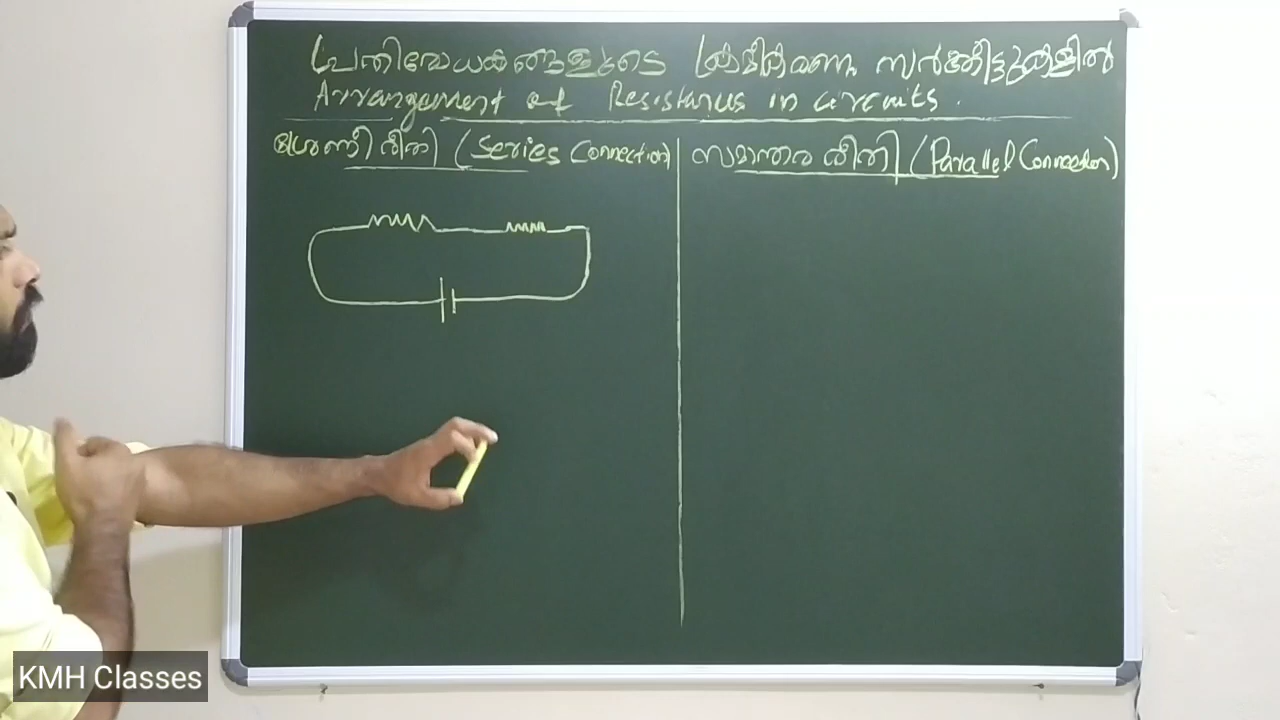 പ്രതിരോധകങ്ങളുടെ ക്രമീകരണം സർക്കീട്ടുകളിൽ
Arrangement of Resistanus in circuits.
ശ്രേണീ രീതി (Series Connection)
സമാന്തര രീതി (Parallel Connection)
KMH Classes